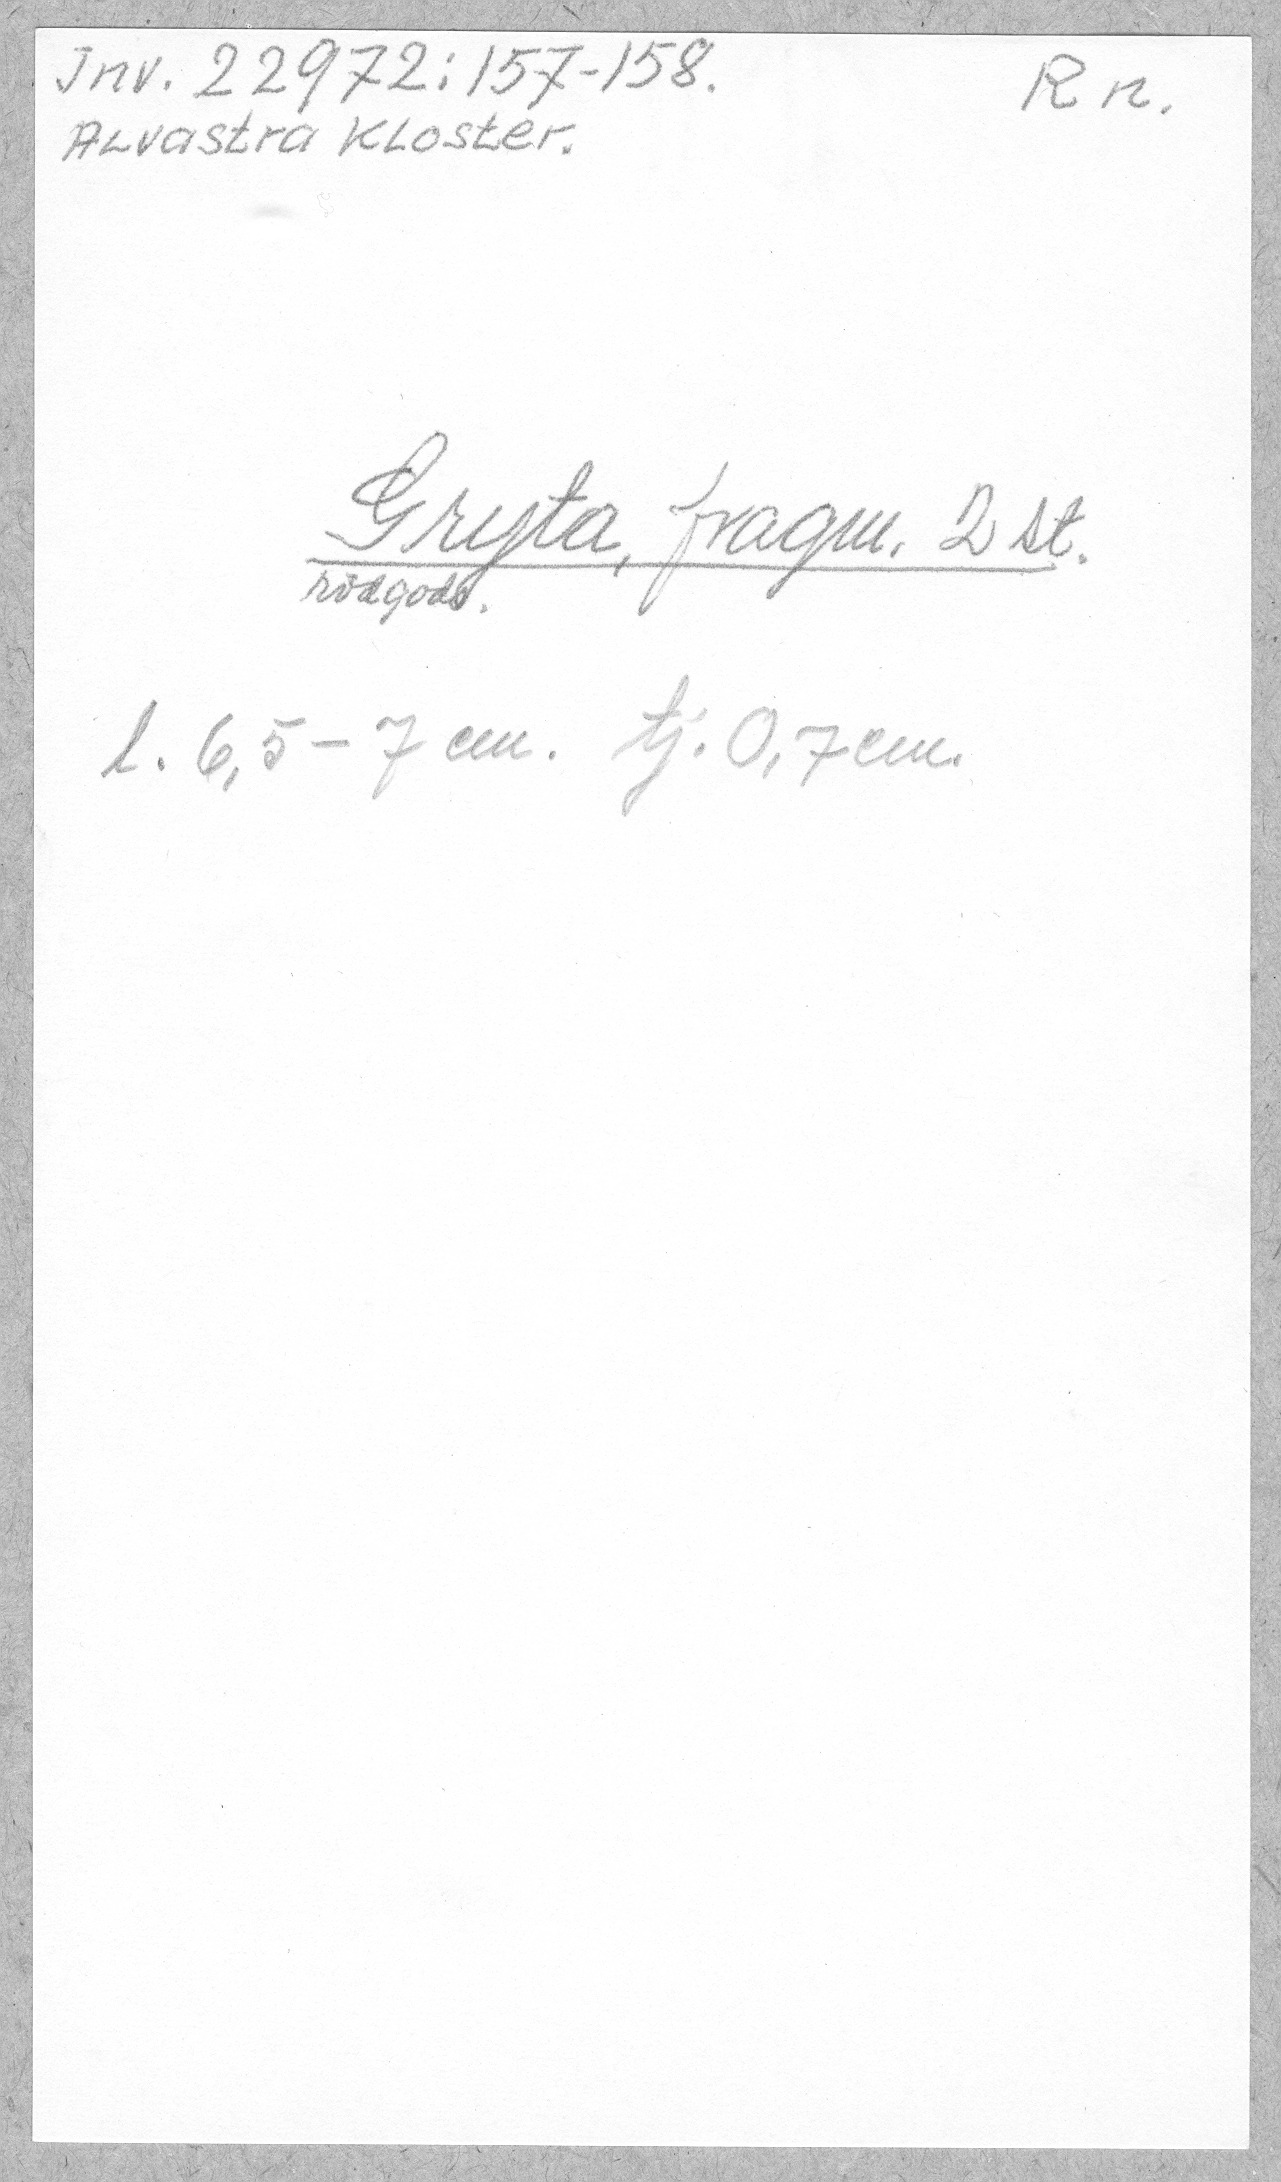 Inv. 22972:157-158.
R n.
Alvastra Kloster.
Gryta, fragm. 2 st.
rödgods.
l. 6,5-7 cm. tj. 0,7 cm.